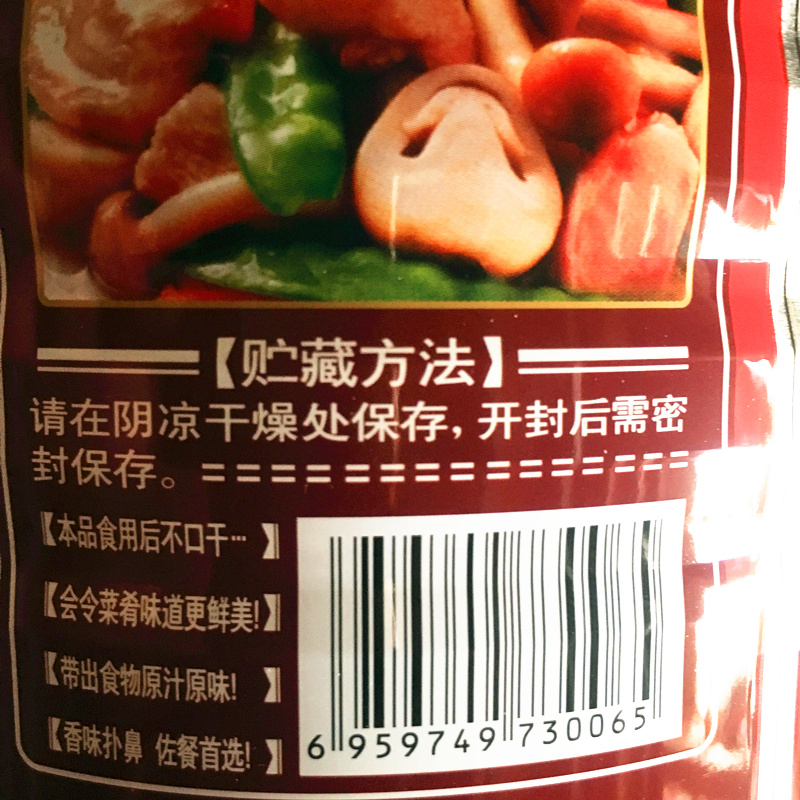 【贮藏方法】
请在阴凉干燥处保存，开封后需密
封保存。
【本品食用后不口干…】
【会令菜肴味道更鲜美!】
【带出食物原汁原味!】
【香味扑鼻 佐餐首选!】
6 959749 730065